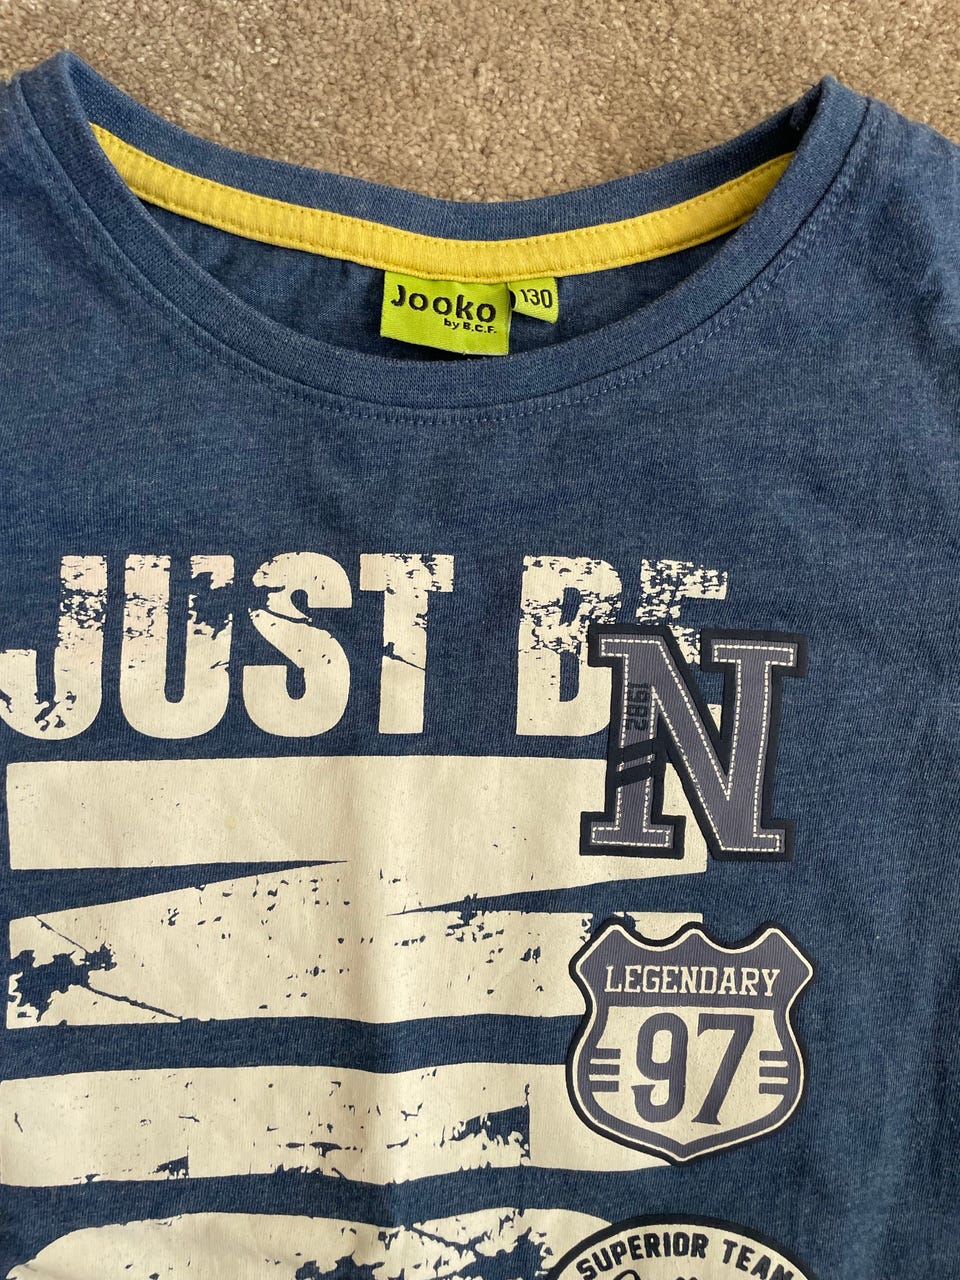 Jooko
by B.C.F.
130
JUST BE
N
1982
LEGENDARY
97
SUPERIOR TEAM